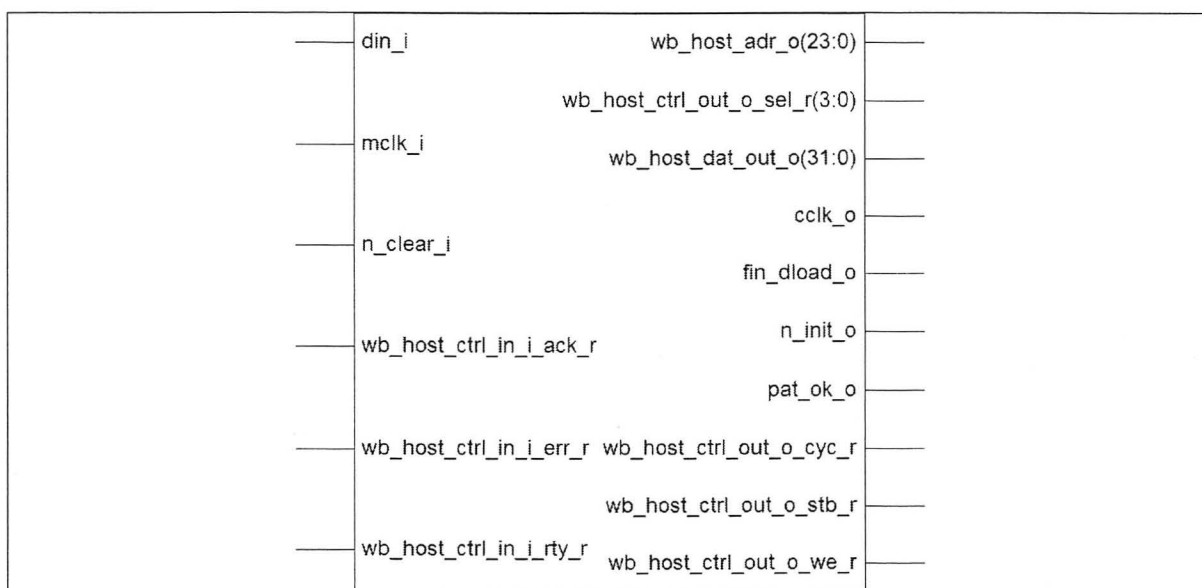 din_i
mclk_i
n_clear_i
wb_host_ctrl_in_i_ack_r
wb_host_ctrl_in_i_err_r
wb_host_ctrl_in_i_rty_r
wb_host_adr_o(23:0)
wb_host_ctrl_out_o_sel_r(3:0)
wb_host_dat_out_o(31:0)
cclk_o
fin_dload_o
n_init_o
pat_ok_o
wb_host_ctrl_out_o_cyc_r
wb_host_ctrl_out_o_stb_r
wb_host_ctrl_out_o_we_r